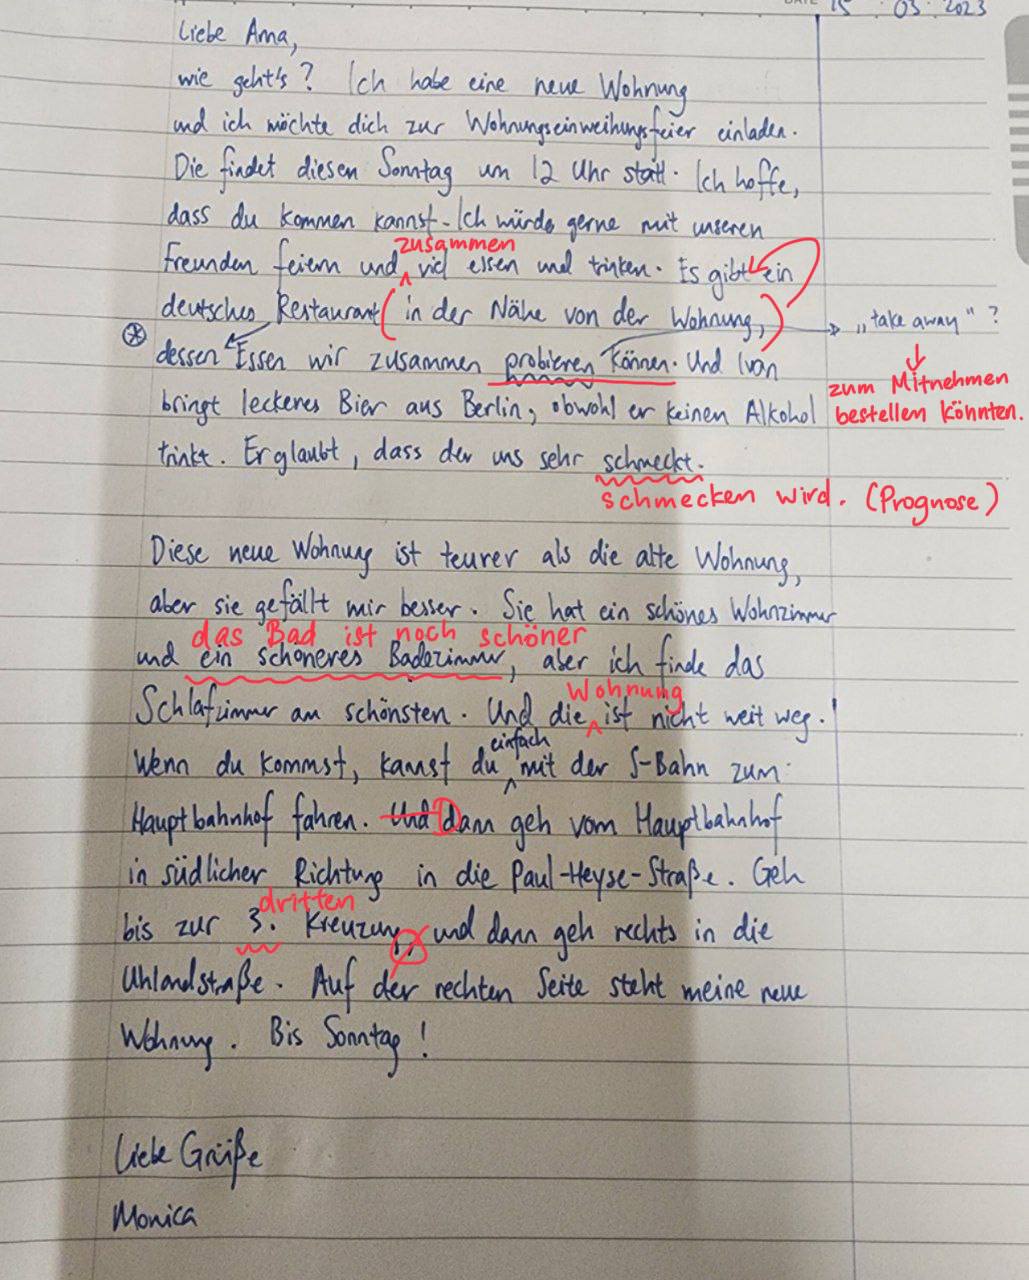 DATE 15 . 03 . 2023
Liebe Ama,
wie geht's? Ich habe eine neue Wohnung
und ich möchte dich zur Wohnungseinweihungsfeier einladen.
Die findet diesen Sonntag um 12 Uhr statt. Ich hoffe,
dass du kommen kannst. Ich würde gerne mit unseren
zusammen
Freunden feiern und viel essen und trinken. Es gibt ein
deutsches Restaurant (in der Nähe von der Wohnung,) „take away" ?
dessen Essen wir zusammen probieren können. Und Ivan
zum Mitnehmen
bestellen könnten.
bringt leckeres Bier aus Berlin, obwohl er keinen Alkohol
trinkt. Er glaubt, dass der uns sehr schmeckt.
schmecken wird. (Prognose)
Diese neue Wohnung ist teurer als die alte Wohnung,
aber sie gefällt mir besser. Sie hat ein schönes Wohnzimmer
das Bad ist noch schöner
und ein schöneres Badezimmer, aber ich finde das
Wohnung
Schlafzimmer am schönsten. Und die ist nicht weit weg.
einfach
Wenn du kommst, kannst du mit der S-Bahn zum
Hauptbahnhof fahren. Und Dann geh vom Hauptbahnhof
in südlicher Richtung in die Paul-Heyse-Straße. Geh
dritten
bis zur 3. Kreuzung, und dann geh rechts in die
Uhlandstraße. Auf der rechten Seite steht meine neue
Wohnung. Bis Sonntag!
Liebe Grüße
Monica